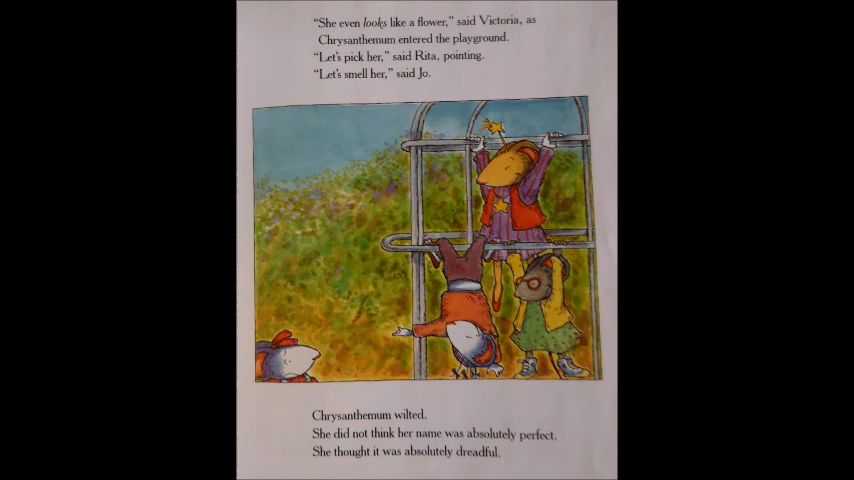 “She even looks like a flower,” said Victoria, as
Chrysanthemum entered the playground.
“Let’s pick her,” said Rita, pointing.
“Let’s smell her,” said Jo.
Chrysanthemum wilted.
She did not think her name was absolutely perfect.
She thought it was absolutely dreadful.